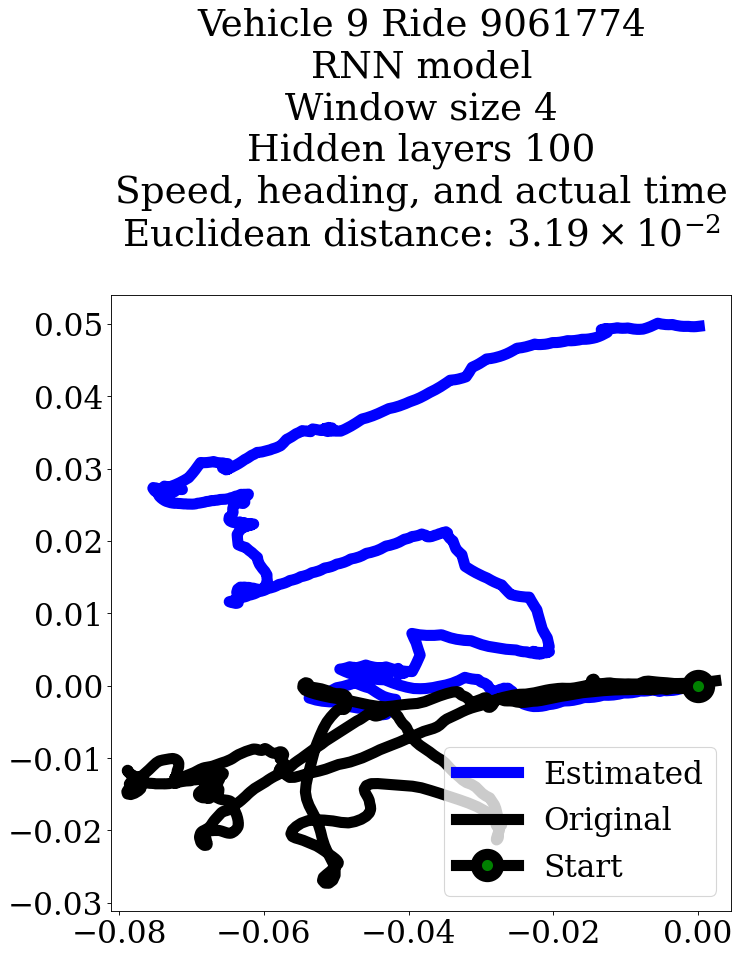 Vehicle 9 Ride 9061774
RNN model
Window size 4
Hidden layers 100
Speed, heading, and actual time
Euclidean distance: 3.19 × 10⁻²
0.05
0.04
0.03
0.02
0.01
0.00
−0.01
−0.02
−0.03
Estimated
Original
Start
−0.08 −0.06 −0.04 −0.02 0.00